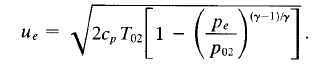 u_e = \sqrt{2c_p T_{02} \left[ 1 - \left( \frac{p_e}{p_{02}} \right)^{(\gamma-1)/\gamma} \right]}.